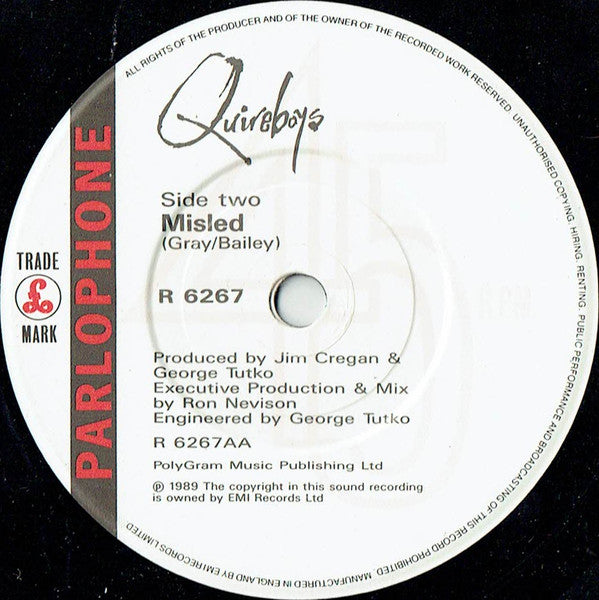 ALL RIGHTS OF THE PRODUCER AND OF THE OWNER OF THE RECORDED WORK RESERVED. UNAUTHORISED COPYING, HIRING, RENTING, PUBLIC PERFORMANCE AND BROADCASTING OF THIS RECORD PROHIBITED. MANUFACTURED IN ENGLAND BY EMI RECORDS LIMITED
Quireboys
Side two
Misled
(Gray/Bailey)
TRADE
£
MARK
PARLOPHONE
R 6267
Produced by Jim Cregan &
George Tutko
Executive Production & Mix
by Ron Nevison
Engineered by George Tutko
R 6267AA
PolyGram Music Publishing Ltd
℗ 1989 The copyright in this sound recording
is owned by EMI Records Ltd